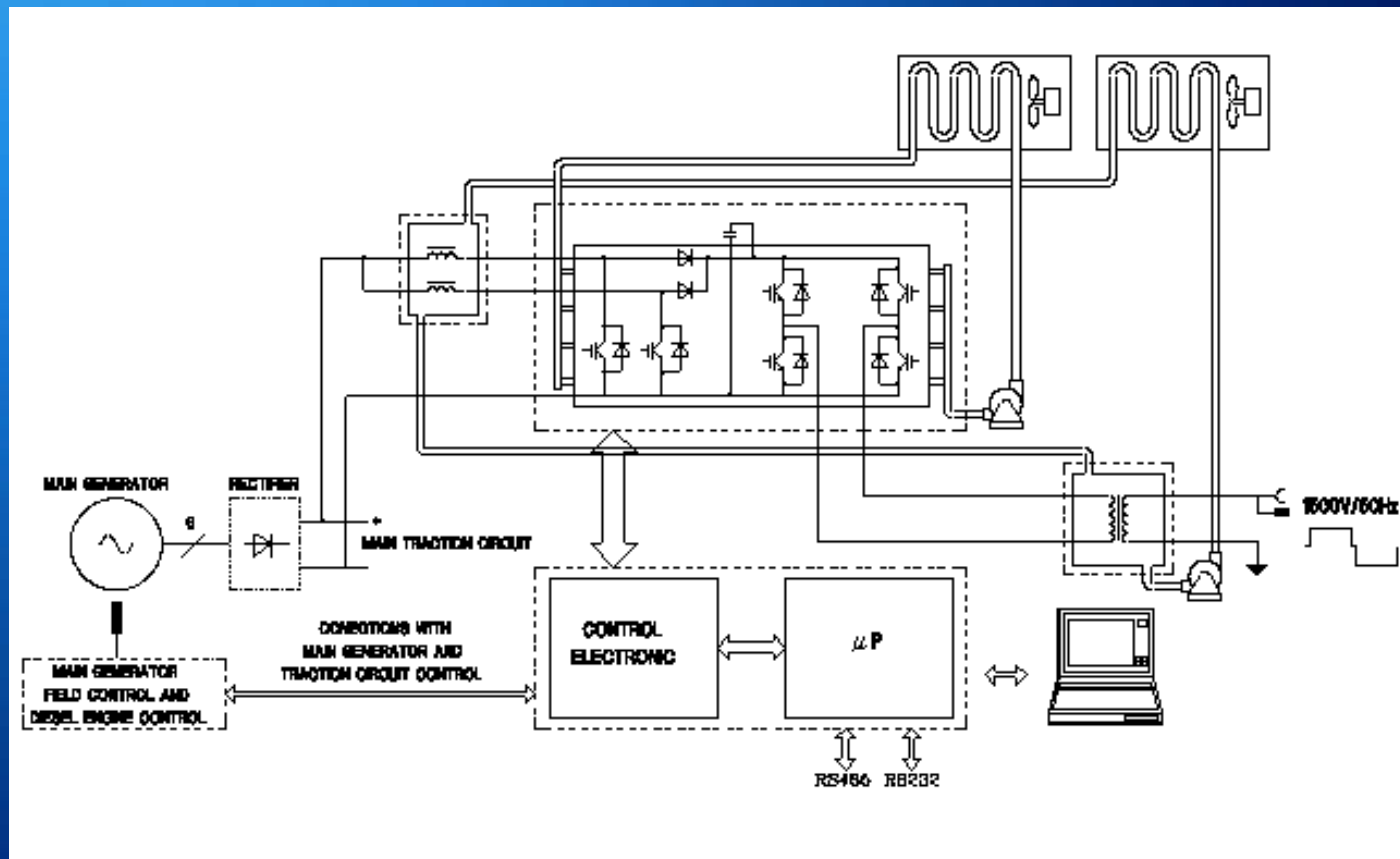 MAIN GENERATOR
RECTIFIER
6
+
MAIN TRACTION CIRCUIT
1500V/50Hz
CONECTIONS WITH
MAIN GENERATOR AND
TRACTION CIRCUIT CONTROL
MAIN GENERATOR
FIELD CONTROL AND
DIESEL ENGINE CONTROL
CONTROL
ELECTRONIC
μP
RS485 RS232